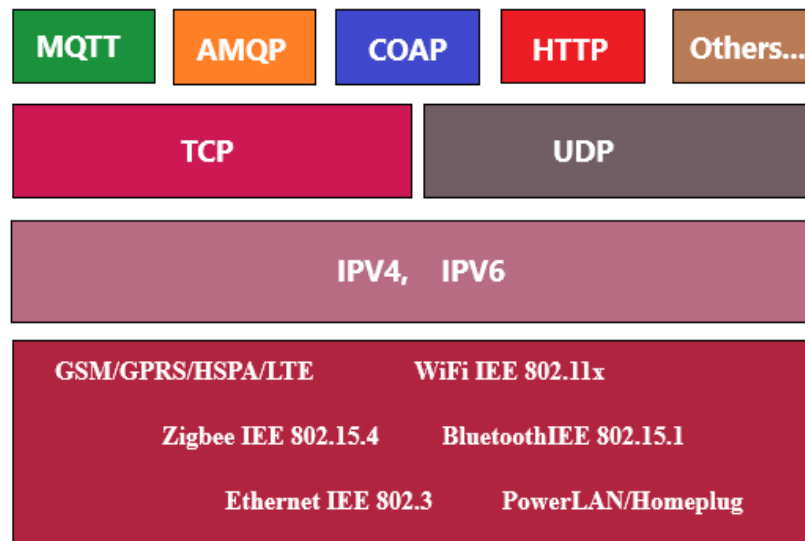 MQTT AMQP COAP HTTP Others...
TCP UDP
IPV4, IPV6
GSM/GPRS/HSPA/LTE WiFi IEE 802.11x
Zigbee IEE 802.15.4 BluetoothIEE 802.15.1
Ethernet IEE 802.3 PowerLAN/Homeplug